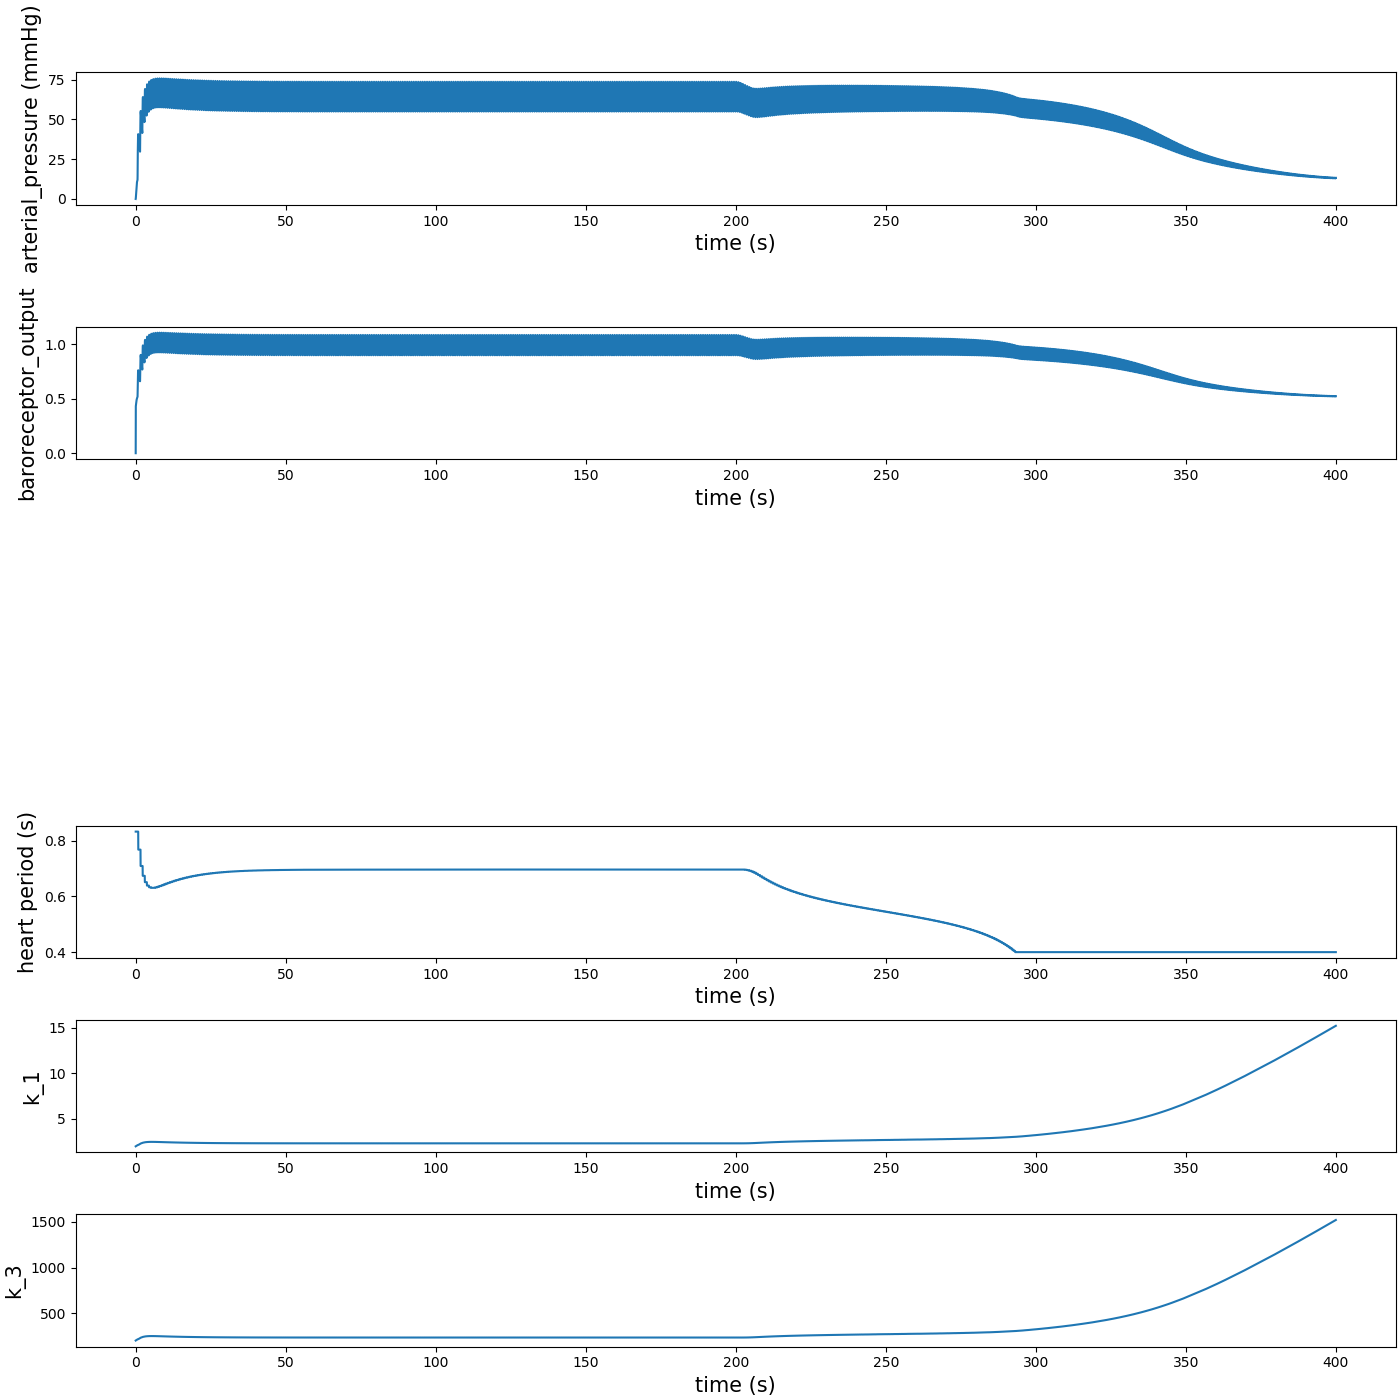 arterial_pressure (mmHg)
75
50
25
0
0 50 100 150 200 250 300 350 400
time (s)
baroreceptor_output
1.0
0.5
0.0
0 50 100 150 200 250 300 350 400
time (s)
heart period (s)
0.8
0.6
0.4
0 50 100 150 200 250 300 350 400
time (s)
k_1
15
10
5
0 50 100 150 200 250 300 350 400
time (s)
k_3
1500
1000
500
0 50 100 150 200 250 300 350 400
time (s)